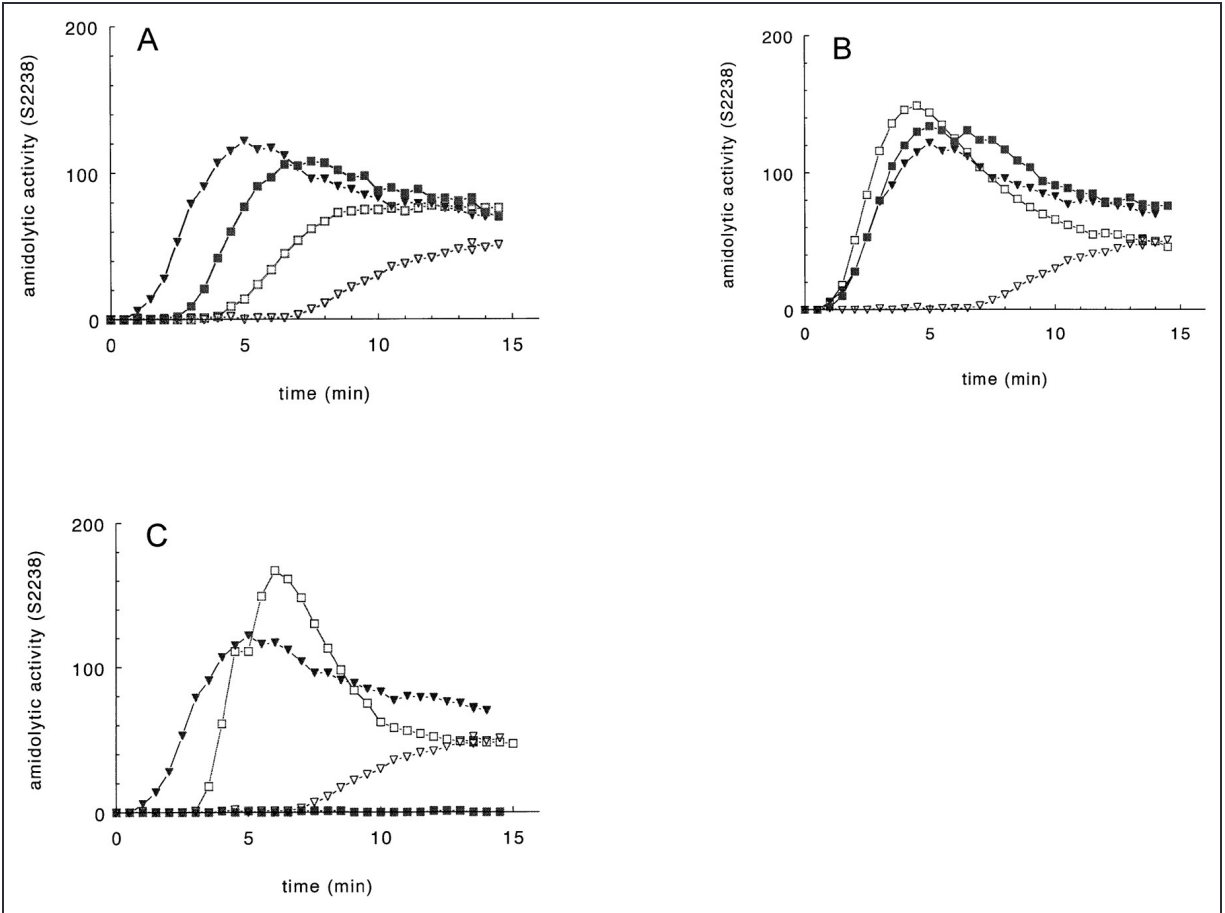 A
amidolytic activity (S2238)
200
100
0
0 5 10 15
time (min)
B
amidolytic activity (S2238)
200
100
0
0 5 10 15
time (min)
C
amidolytic activity (S2238)
200
100
0
0 5 10 15
time (min)